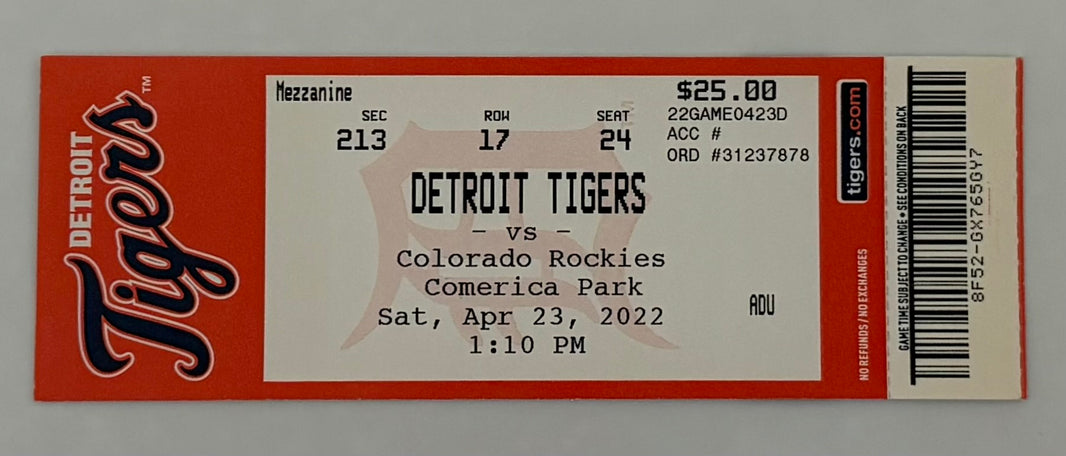 DETROIT
Tigers™
Mezzanine
$25.00
SEC ROW SEAT
213 17 24
22GAME0423D
ACC #
ORD #31237878
DETROIT TIGERS
- vs -
Colorado Rockies
Comerica Park
Sat, Apr 23, 2022
1:10 PM
ADU
tigers.com
NO REFUNDS / NO EXCHANGES
GAME TIME SUBJECT TO CHANGE • SEE CONDITIONS ON BACK
8F52-GX765GY7